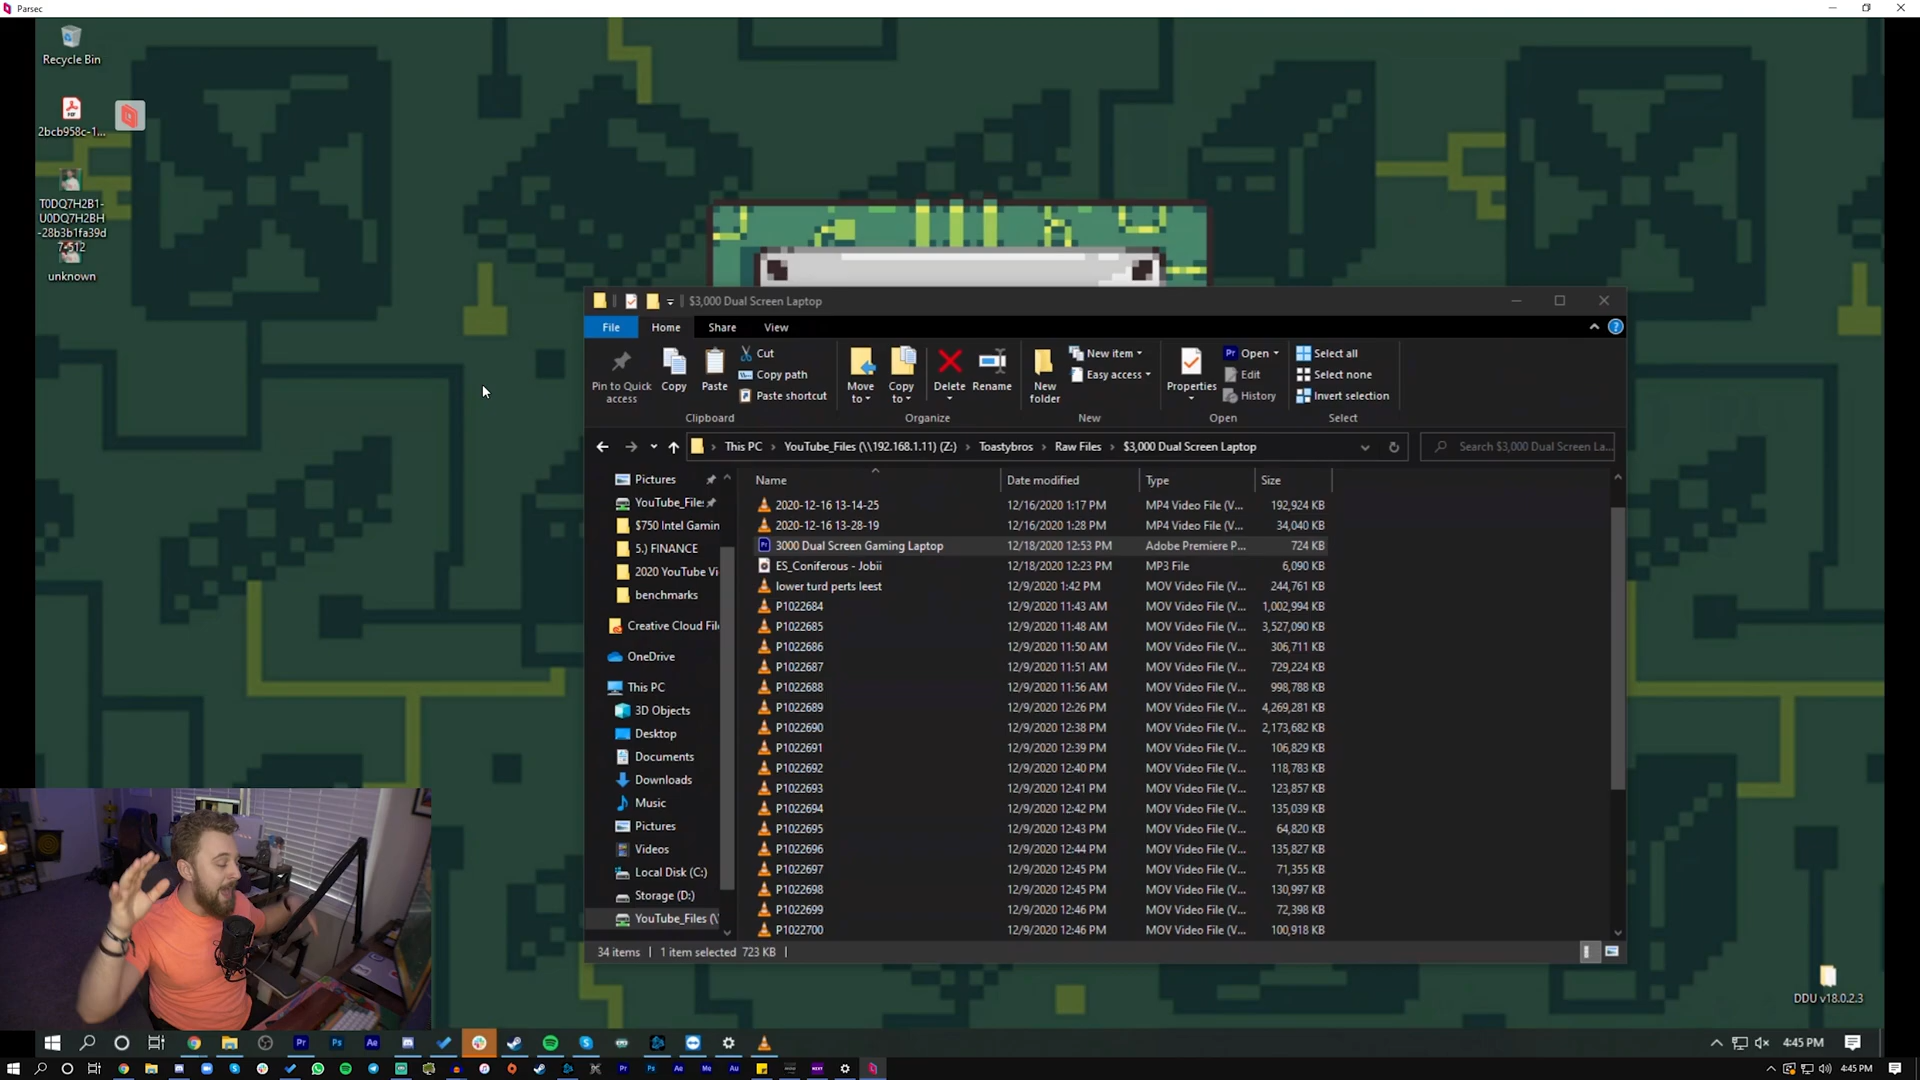 Parsec
Recycle Bin
2bcb958c-1...
T0DQ7H2B1-
U0DQ7H2BH
-28b3b1fa39d
7-512
unknown
$3,000 Dual Screen Laptop
File Home Share View
Pin to Quick access
Copy
Paste
Cut
Copy path
Paste shortcut
Clipboard
Move to
Copy to
Delete
Rename
Organize
New folder
New item
Easy access
New
Properties
Open
Edit
History
Open
Select all
Select none
Invert selection
Select
This PC > YouTube_Files (\\192.168.1.11) (Z:) > Toastybros > Raw Files > $3,000 Dual Screen Laptop
Search $3,000 Dual Screen La...
Pictures
YouTube_File
$750 Intel Gamin
5.) FINANCE
2020 YouTube Vi
benchmarks
Creative Cloud Fil
OneDrive
This PC
3D Objects
Desktop
Documents
Downloads
Music
Pictures
Videos
Local Disk (C:)
Storage (D:)
YouTube_Files (\
Name Date modified Type Size
2020-12-16 13-14-25 12/16/2020 1:17 PM MP4 Video File (V... 192,924 KB
2020-12-16 13-28-19 12/16/2020 1:28 PM MP4 Video File (V... 34,040 KB
3000 Dual Screen Gaming Laptop 12/18/2020 12:53 PM Adobe Premiere P... 724 KB
ES_Coniferous - Jobii 12/18/2020 12:23 PM MP3 File 6,090 KB
lower turd perts leest 12/9/2020 1:42 PM MOV Video File (V... 244,761 KB
P1022684 12/9/2020 11:43 AM MOV Video File (V... 1,002,994 KB
P1022685 12/9/2020 11:48 AM MOV Video File (V... 3,527,090 KB
P1022686 12/9/2020 11:50 AM MOV Video File (V... 306,711 KB
P1022687 12/9/2020 11:51 AM MOV Video File (V... 729,224 KB
P1022688 12/9/2020 11:56 AM MOV Video File (V... 998,788 KB
P1022689 12/9/2020 12:26 PM MOV Video File (V... 4,269,281 KB
P1022690 12/9/2020 12:38 PM MOV Video File (V... 2,173,682 KB
P1022691 12/9/2020 12:39 PM MOV Video File (V... 106,829 KB
P1022692 12/9/2020 12:40 PM MOV Video File (V... 118,783 KB
P1022693 12/9/2020 12:41 PM MOV Video File (V... 123,857 KB
P1022694 12/9/2020 12:42 PM MOV Video File (V... 135,039 KB
P1022695 12/9/2020 12:43 PM MOV Video File (V... 64,820 KB
P1022696 12/9/2020 12:44 PM MOV Video File (V... 135,827 KB
P1022697 12/9/2020 12:45 PM MOV Video File (V... 71,355 KB
P1022698 12/9/2020 12:45 PM MOV Video File (V... 130,997 KB
P1022699 12/9/2020 12:46 PM MOV Video File (V... 72,398 KB
P1022700 12/9/2020 12:46 PM MOV Video File (V... 100,918 KB
34 items 1 item selected 723 KB
DDU v18.0.2.3
Pr Ps Ae
4:45 PM
Pr Ps Ae Me Au
4:45 PM